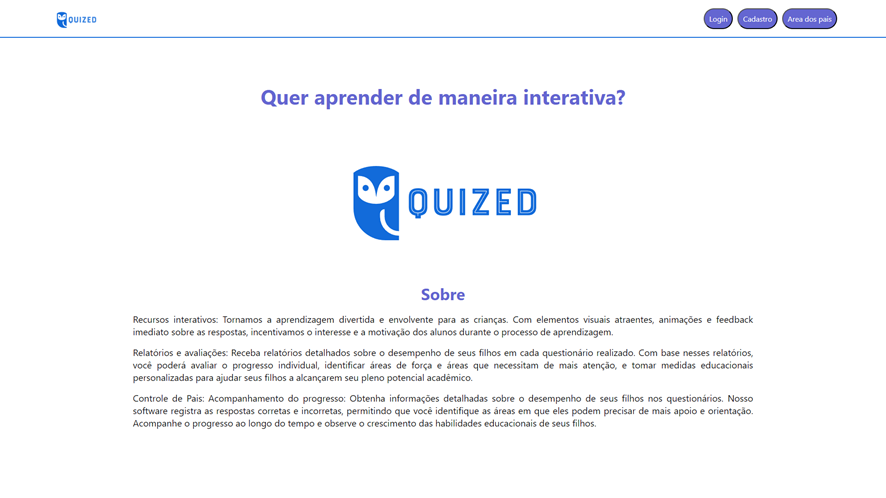 QUIZED
Login
Cadastro
Area dos pais
Quer aprender de maneira interativa?
QUIZED
Sobre
Recursos interativos: Tornamos a aprendizagem divertida e envolvente para as crianças. Com elementos visuais atraentes, animações e feedback
imediato sobre as respostas, incentivamos o interesse e a motivação dos alunos durante o processo de aprendizagem.
Relatórios e avaliações: Receba relatórios detalhados sobre o desempenho de seus filhos em cada questionário realizado. Com base nesses relatórios,
você poderá avaliar o progresso individual, identificar áreas de força e áreas que necessitam de mais atenção, e tomar medidas educacionais
personalizadas para ajudar seus filhos a alcançarem seu pleno potencial acadêmico.
Controle de Pais: Acompanhamento do progresso: Obtenha informações detalhadas sobre o desempenho de seus filhos nos questionários. Nosso
software registra as respostas corretas e incorretas, permitindo que você identifique as áreas em que eles podem precisar de mais apoio e orientação.
Acompanhe o progresso ao longo do tempo e observe o crescimento das habilidades educacionais de seus filhos.